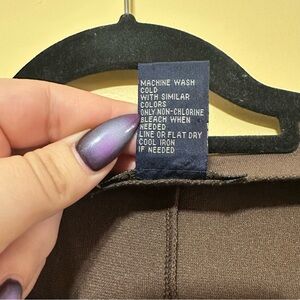 MACHINE WASH
COLD
WITH SIMILAR
COLORS
ONLY NON-CHLORINE
BLEACH WHEN
NEEDED
LINE OR FLAT DRY
COOL IRON
IF NEEDED